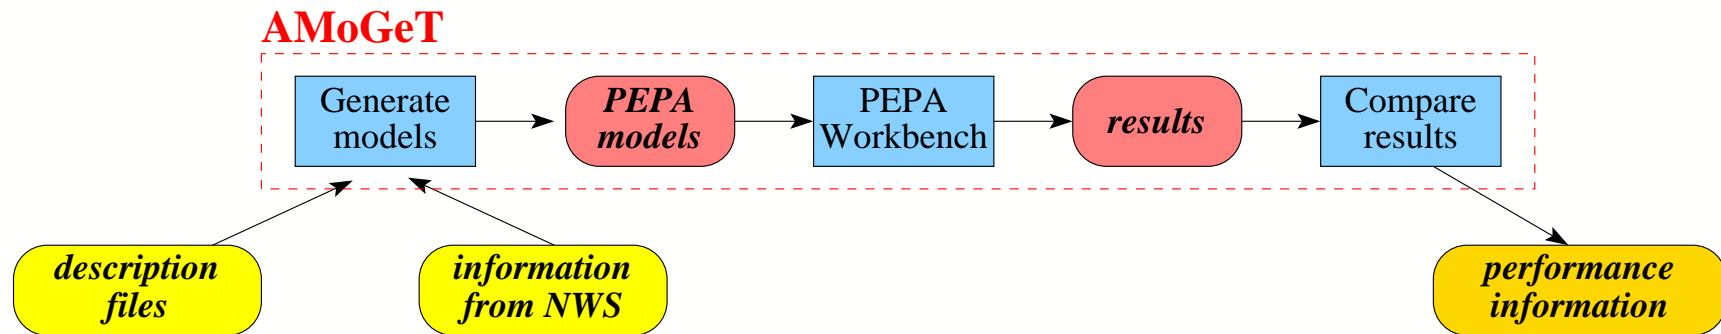 AMoGeT
Generate
models
PEPA
models
PEPA
Workbench
results
Compare
results
description
files
information
from NWS
performance
information